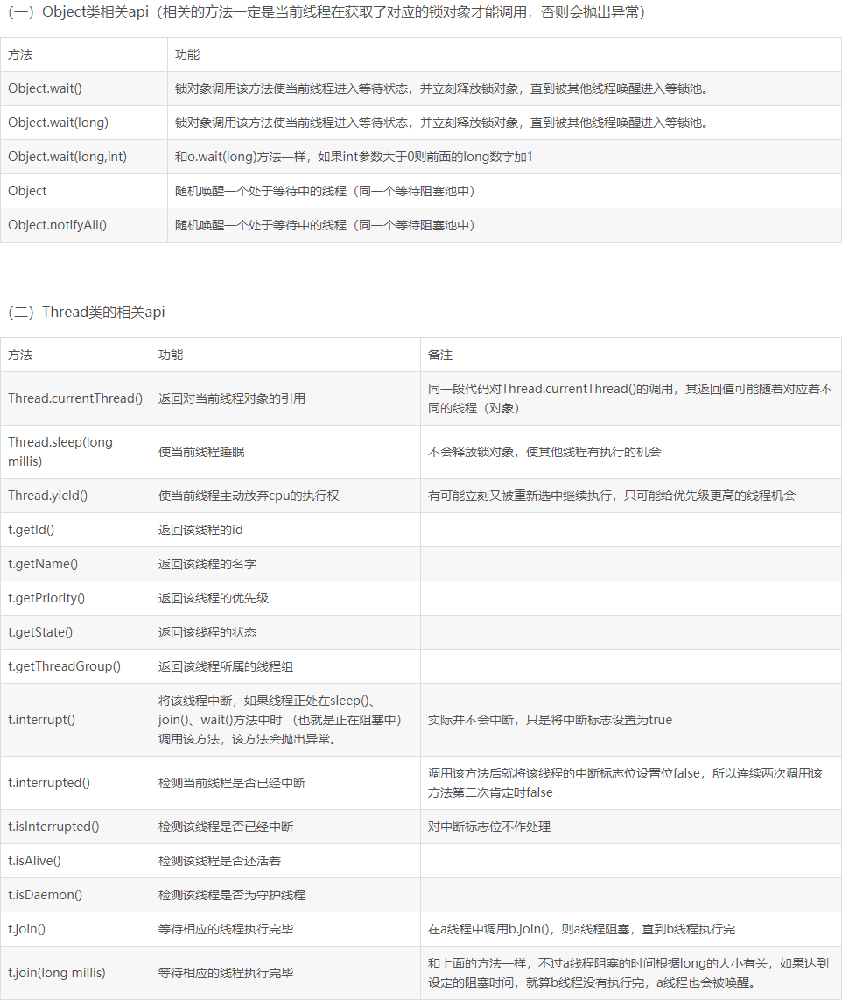 （一）Object类相关api（相关的方法一定是当前线程在获取了对应的锁对象才能调用，否则会抛出异常）
方法 功能
Object.wait() 锁对象调用该方法使当前线程进入等待状态，并立刻释放锁对象，直到被其他线程唤醒进入等锁池。
Object.wait(long) 锁对象调用该方法使当前线程进入等待状态，并立刻释放锁对象，直到被其他线程唤醒进入等锁池。
Object.wait(long,int) 和o.wait(long)方法一样，如果int参数大于0则前面的long数字加1
Object 随机唤醒一个处于等待中的线程（同一个等待阻塞池中）
Object.notifyAll() 随机唤醒一个处于等待中的线程（同一个等待阻塞池中）
（二）Thread类的相关api
方法 功能 备注
Thread.currentThread() 返回对当前线程对象的引用 同一段代码对Thread.currentThread()的调用，其返回值可能随着对应着不
同的线程（对象）
Thread.sleep(long
millis) 使当前线程睡眠 不会释放锁对象，使其他线程有执行的机会
Thread.yield() 使当前线程主动放弃cpu的执行权 有可能立刻又被重新选中继续执行，只可能给优先级更高的线程机会
t.getId() 返回该线程的id
t.getName() 返回该线程的名字
t.getPriority() 返回该线程的优先级
t.getState() 返回该线程的状态
t.getThreadGroup() 返回该线程所属的线程组
t.interrupt() 将该线程中断，如果线程正处在sleep()、
join()、wait()方法中时 （也就是正在阻塞中）
调用该方法，该方法会抛出异常。 实际并不会中断，只是将中断标志设置为true
t.interrupted() 检测当前线程是否已经中断 调用该方法后就将该线程的中断标志位设置位false，所以连续两次调用该
方法第二次肯定时false
t.isInterrupted() 检测该线程是否已经中断 对中断标志位不作处理
t.isAlive() 检测该线程是否还活着
t.isDaemon() 检测该线程是否为守护线程
t.join() 等待相应的线程执行完毕 在a线程中调用b.join()，则a线程阻塞，直到b线程执行完
t.join(long millis) 等待相应的线程执行完毕 和上面的方法一样，不过a线程阻塞的时间根据long的大小有关，如果达到
设定的阻塞时间，就算b线程没有执行完，a线程也会被唤醒。